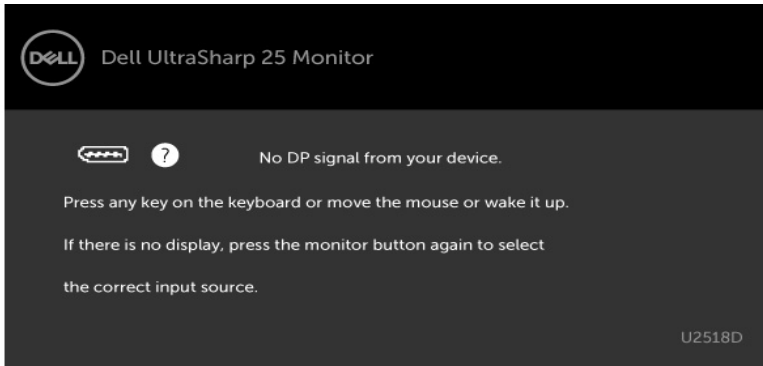 DELL
Dell UltraSharp 25 Monitor
? No DP signal from your device.
Press any key on the keyboard or move the mouse or wake it up.
If there is no display, press the monitor button again to select
the correct input source.
U2518D